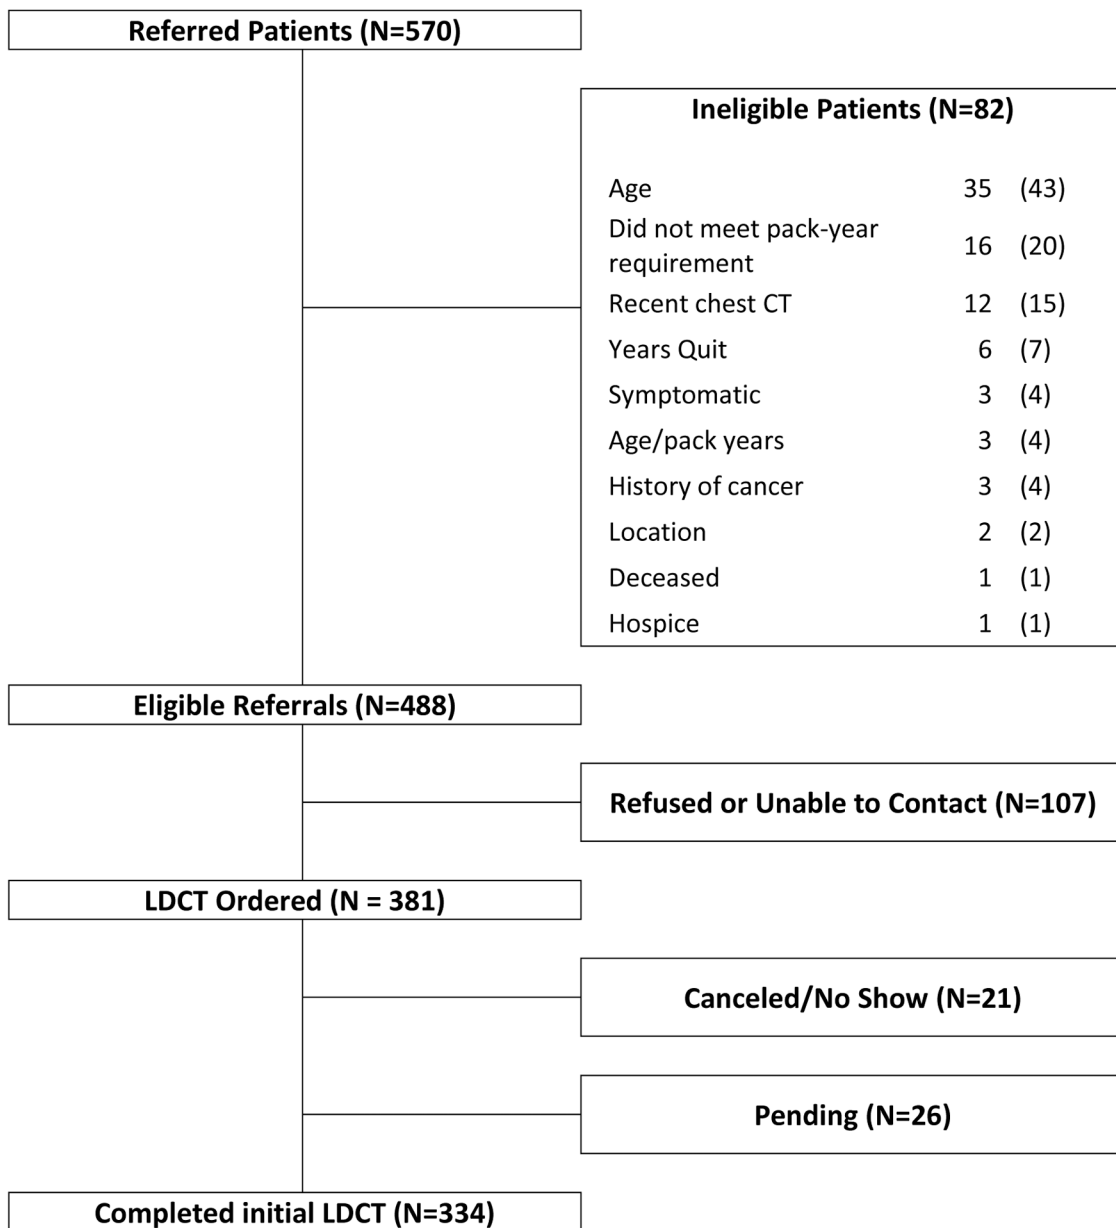 Referred Patients (N=570)
Ineligible Patients (N=82)
Age 35 (43)
Did not meet pack-year
requirement 16 (20)
Recent chest CT 12 (15)
Years Quit 6 (7)
Symptomatic 3 (4)
Age/pack years 3 (4)
History of cancer 3 (4)
Location 2 (2)
Deceased 1 (1)
Hospice 1 (1)
Eligible Referrals (N=488)
Refused or Unable to Contact (N=107)
LDCT Ordered (N = 381)
Canceled/No Show (N=21)
Pending (N=26)
Completed initial LDCT (N=334)